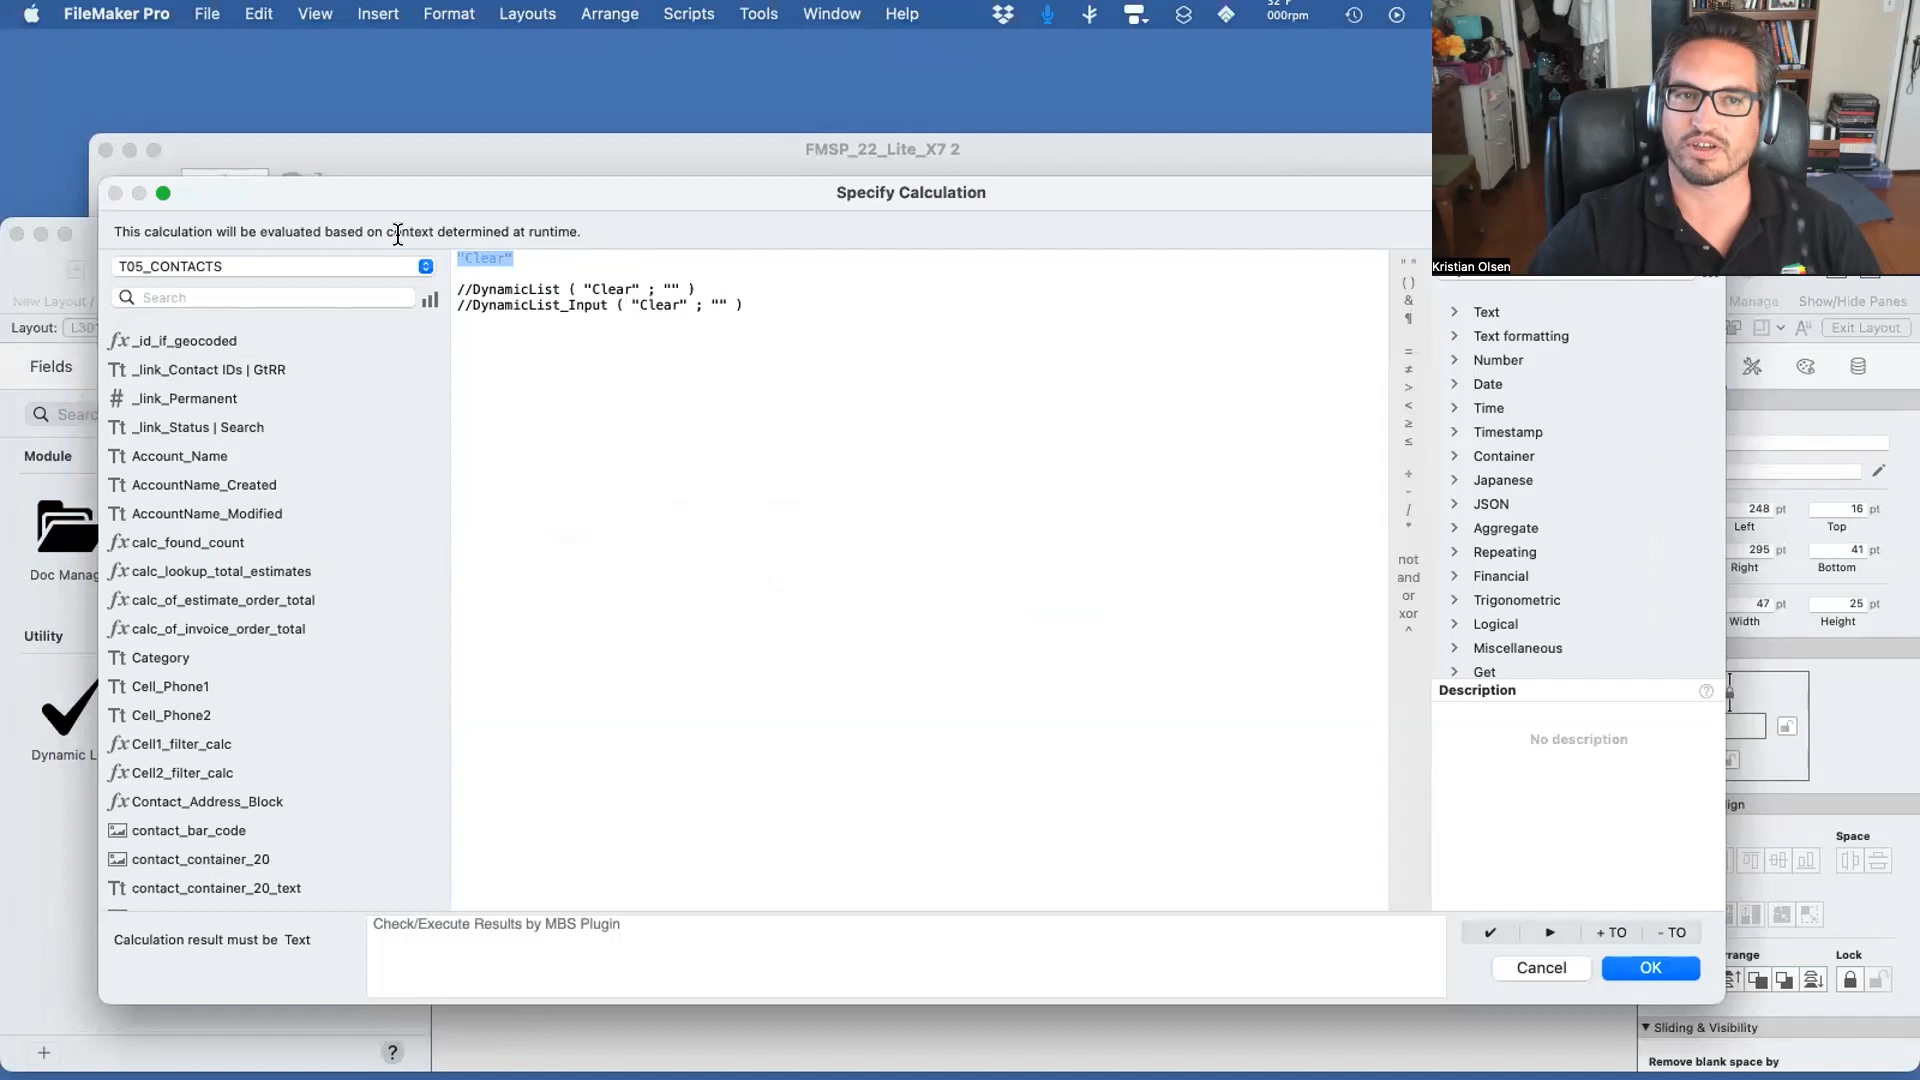 FileMaker Pro File Edit View Insert Format Layouts Arrange Scripts Tools Window Help
000rpm
FMSP_22_Lite_X7 2
Specify Calculation
This calculation will be evaluated based on context determined at runtime.
T05_CONTACTS
Search
_id_if_geocoded
_link_Contact IDs | GtRR
_link_Permanent
_link_Status | Search
Account_Name
AccountName_Created
AccountName_Modified
calc_found_count
calc_lookup_total_estimates
calc_of_estimate_order_total
calc_of_invoice_order_total
Category
Cell_Phone1
Cell_Phone2
Cell1_filter_calc
Cell2_filter_calc
Contact_Address_Block
contact_bar_code
contact_container_20
contact_container_20_text
"Clear"
//DynamicList ( "Clear" ; "" )
//DynamicList_Input ( "Clear" ; "" )
" "
( )
&
¶
=
≠
>
<
≥
≤
+
-
/
*
not
and
or
xor
^
Text
Text formatting
Number
Date
Time
Timestamp
Container
Japanese
JSON
Aggregate
Repeating
Financial
Trigonometric
Logical
Miscellaneous
Get
Description
No description
Calculation result must be Text
Check/Execute Results by MBS Plugin
+ TO - TO
Cancel OK
Kristian Olsen
New Layout /
Layout:
Fields
Module
Doc Manag
Utility
Dynamic L
+ ?
Manage Show/Hide Panes
Exit Layout
248 pt 16 pt
Left Top
295 pt 41 pt
Right Bottom
47 pt 25 pt
Width Height
Space
Lock
Sliding & Visibility
Remove blank space by